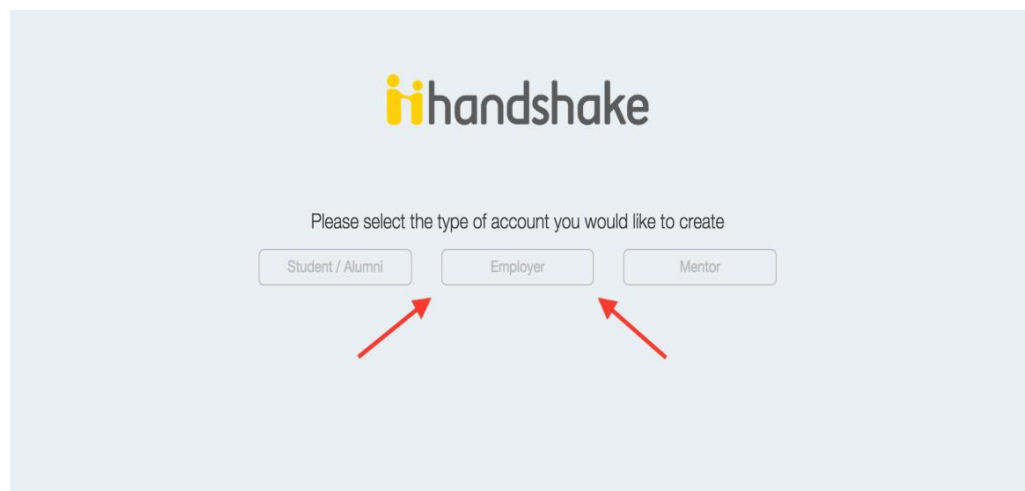 handshake
Please select the type of account you would like to create
Student / Alumni Employer Mentor